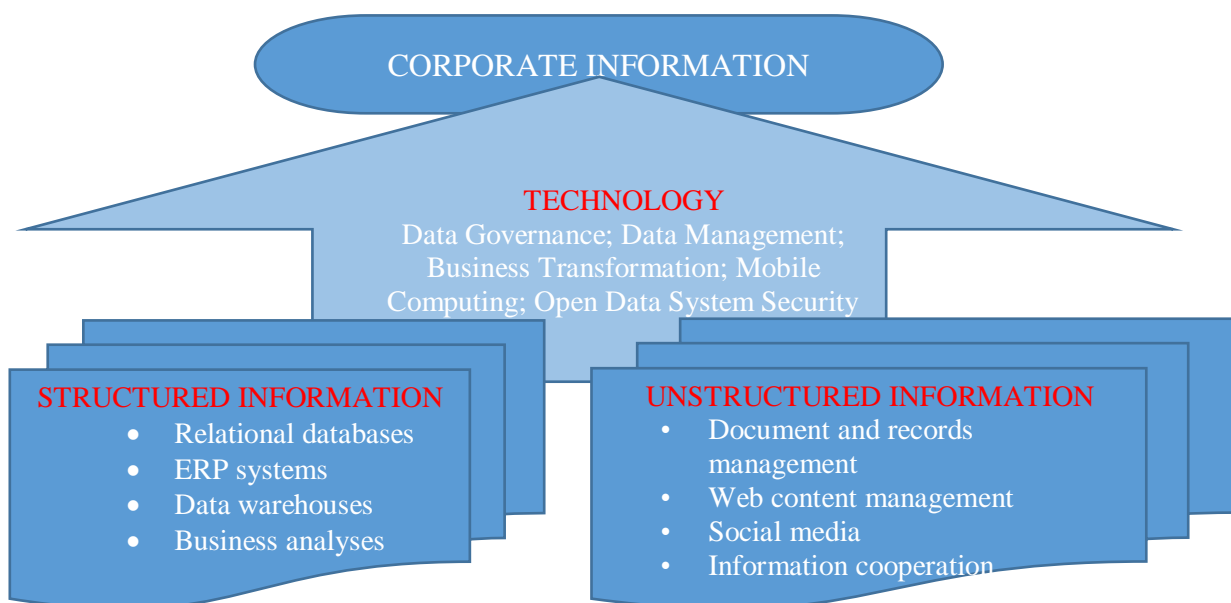 CORPORATE INFORMATION
TECHNOLOGY
Data Governance; Data Management;
Business Transformation; Mobile
Computing; Open Data System Security
STRUCTURED INFORMATION
• Relational databases
• ERP systems
• Data warehouses
• Business analyses
UNSTRUCTURED INFORMATION
• Document and records
management
• Web content management
• Social media
• Information cooperation